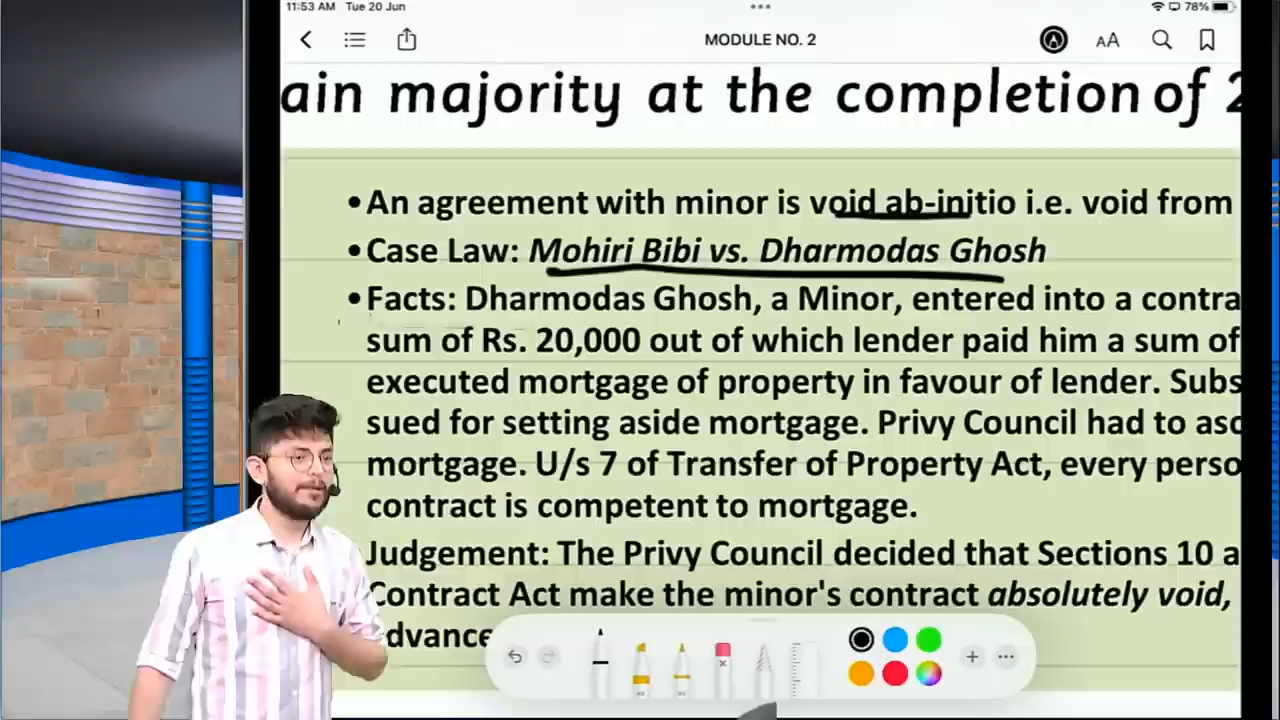 11:53 AM Tue 20 Jun
78%
MODULE NO. 2
AA
ain majority at the completion of 2
•An agreement with minor is void ab-initio i.e. void from
•Case Law: Mohiri Bibi vs. Dharmodas Ghosh
•Facts: Dharmodas Ghosh, a Minor, entered into a contra
sum of Rs. 20,000 out of which lender paid him a sum of
executed mortgage of property in favour of lender. Subs
sued for setting aside mortgage. Privy Council had to asc
mortgage. U/s 7 of Transfer of Property Act, every perso
contract is competent to mortgage.
Judgement: The Privy Council decided that Sections 10 a
Contract Act make the minor's contract absolutely void,
dvance